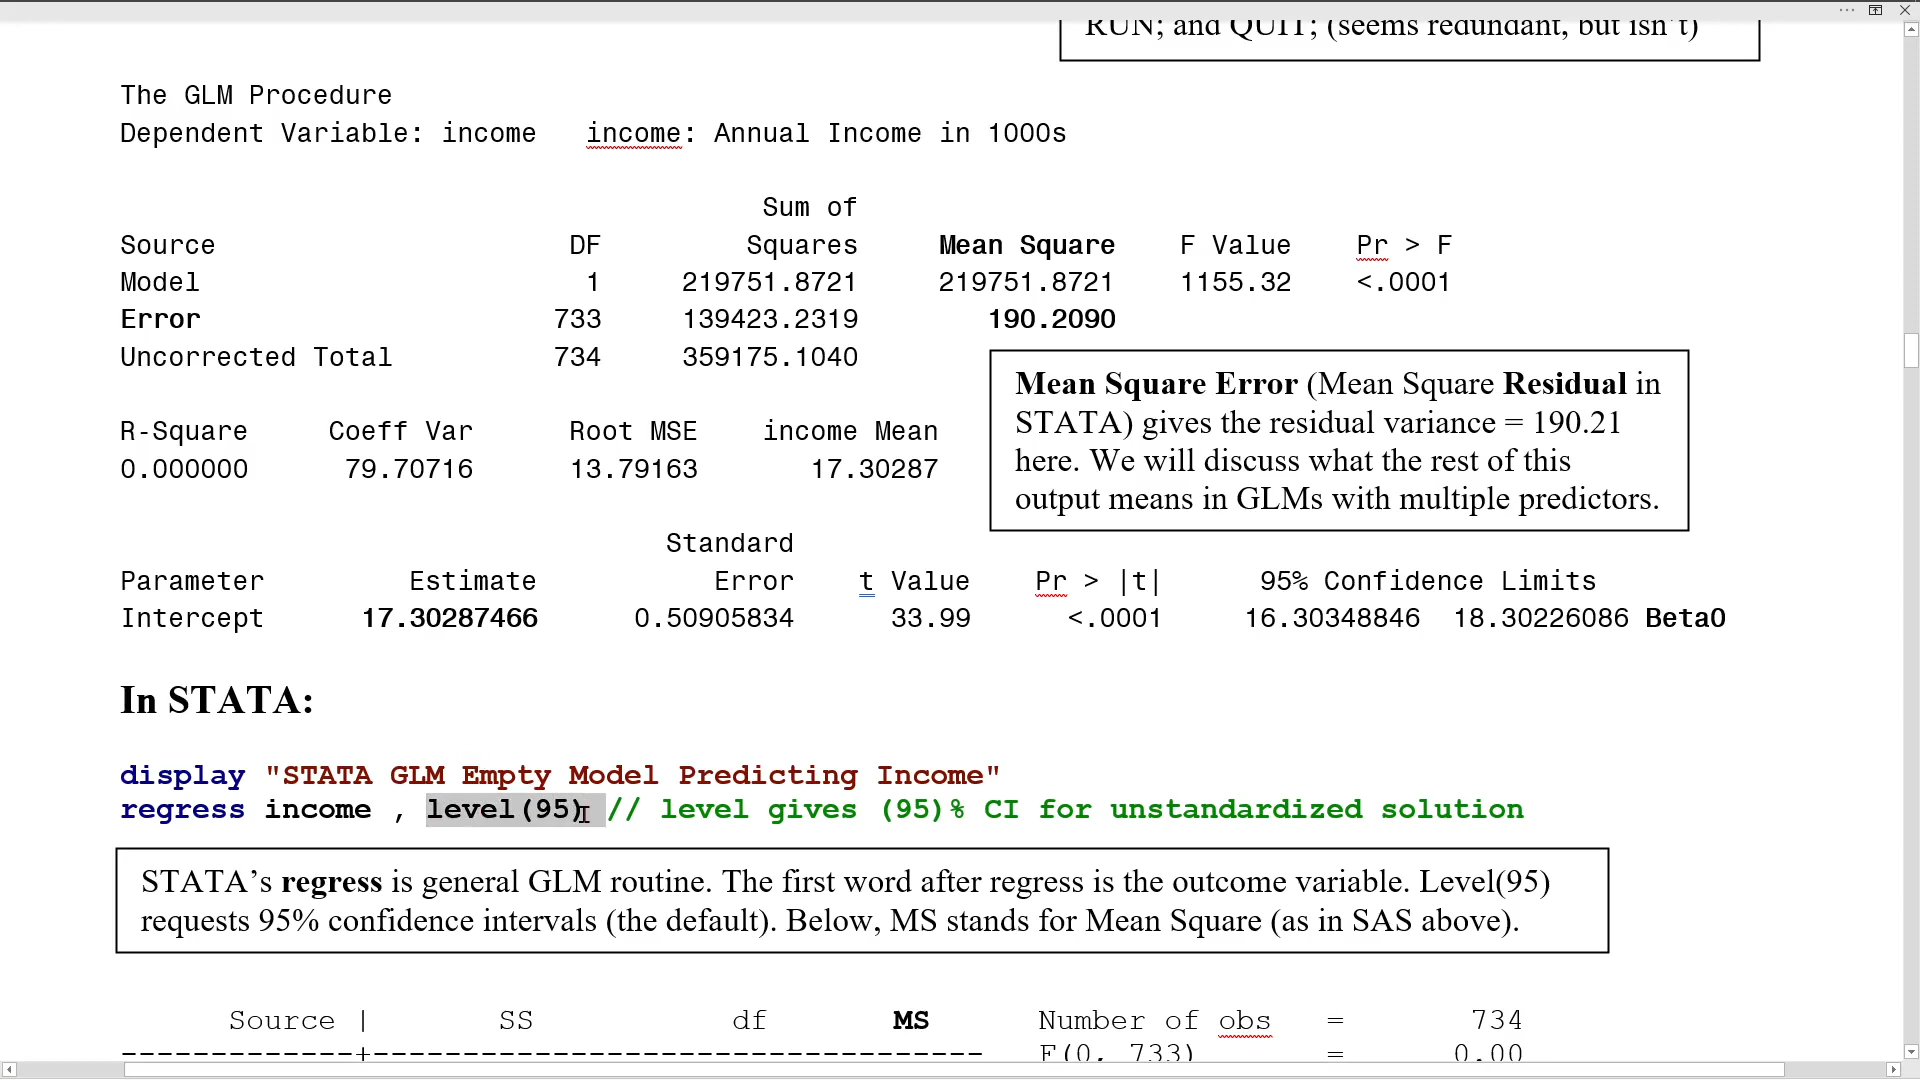 RUN; and QUIT; (seems redundant, but isn't)
The GLM Procedure
Dependent Variable: income income: Annual Income in 1000s
Sum of
Source DF Squares Mean Square F Value Pr > F
Model 1 219751.8721 219751.8721 1155.32 <.0001
Error 733 139423.2319 190.2090
Uncorrected Total 734 359175.1040
Mean Square Error (Mean Square Residual in
STATA) gives the residual variance = 190.21
here. We will discuss what the rest of this
output means in GLMs with multiple predictors.
R-Square Coeff Var Root MSE income Mean
0.000000 79.70716 13.79163 17.30287
Standard
Parameter Estimate Error t Value Pr > |t| 95% Confidence Limits
Intercept 17.30287466 0.50905834 33.99 <.0001 16.30348846 18.30226086 Beta0
In STATA:
display "STATA GLM Empty Model Predicting Income"
regress income , level(95) // level gives (95)% CI for unstandardized solution
STATA’s regress is general GLM routine. The first word after regress is the outcome variable. Level(95)
requests 95% confidence intervals (the default). Below, MS stands for Mean Square (as in SAS above).
Source | SS df MS Number of obs = 734
-------------+---------------------------------- F(0, 733) = 0.00